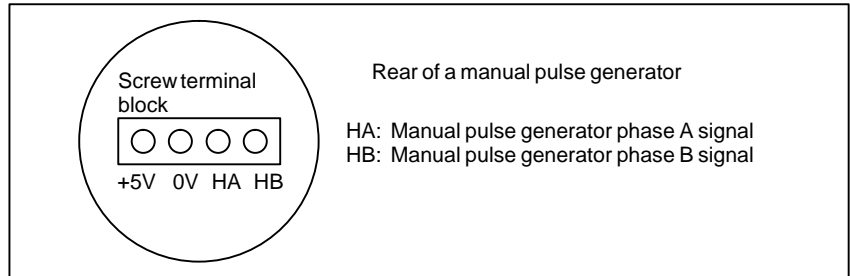 Rear of a manual pulse generator
Screw terminal
block
+5V 0V HA HB
HA: Manual pulse generator phase A signal
HB: Manual pulse generator phase B signal